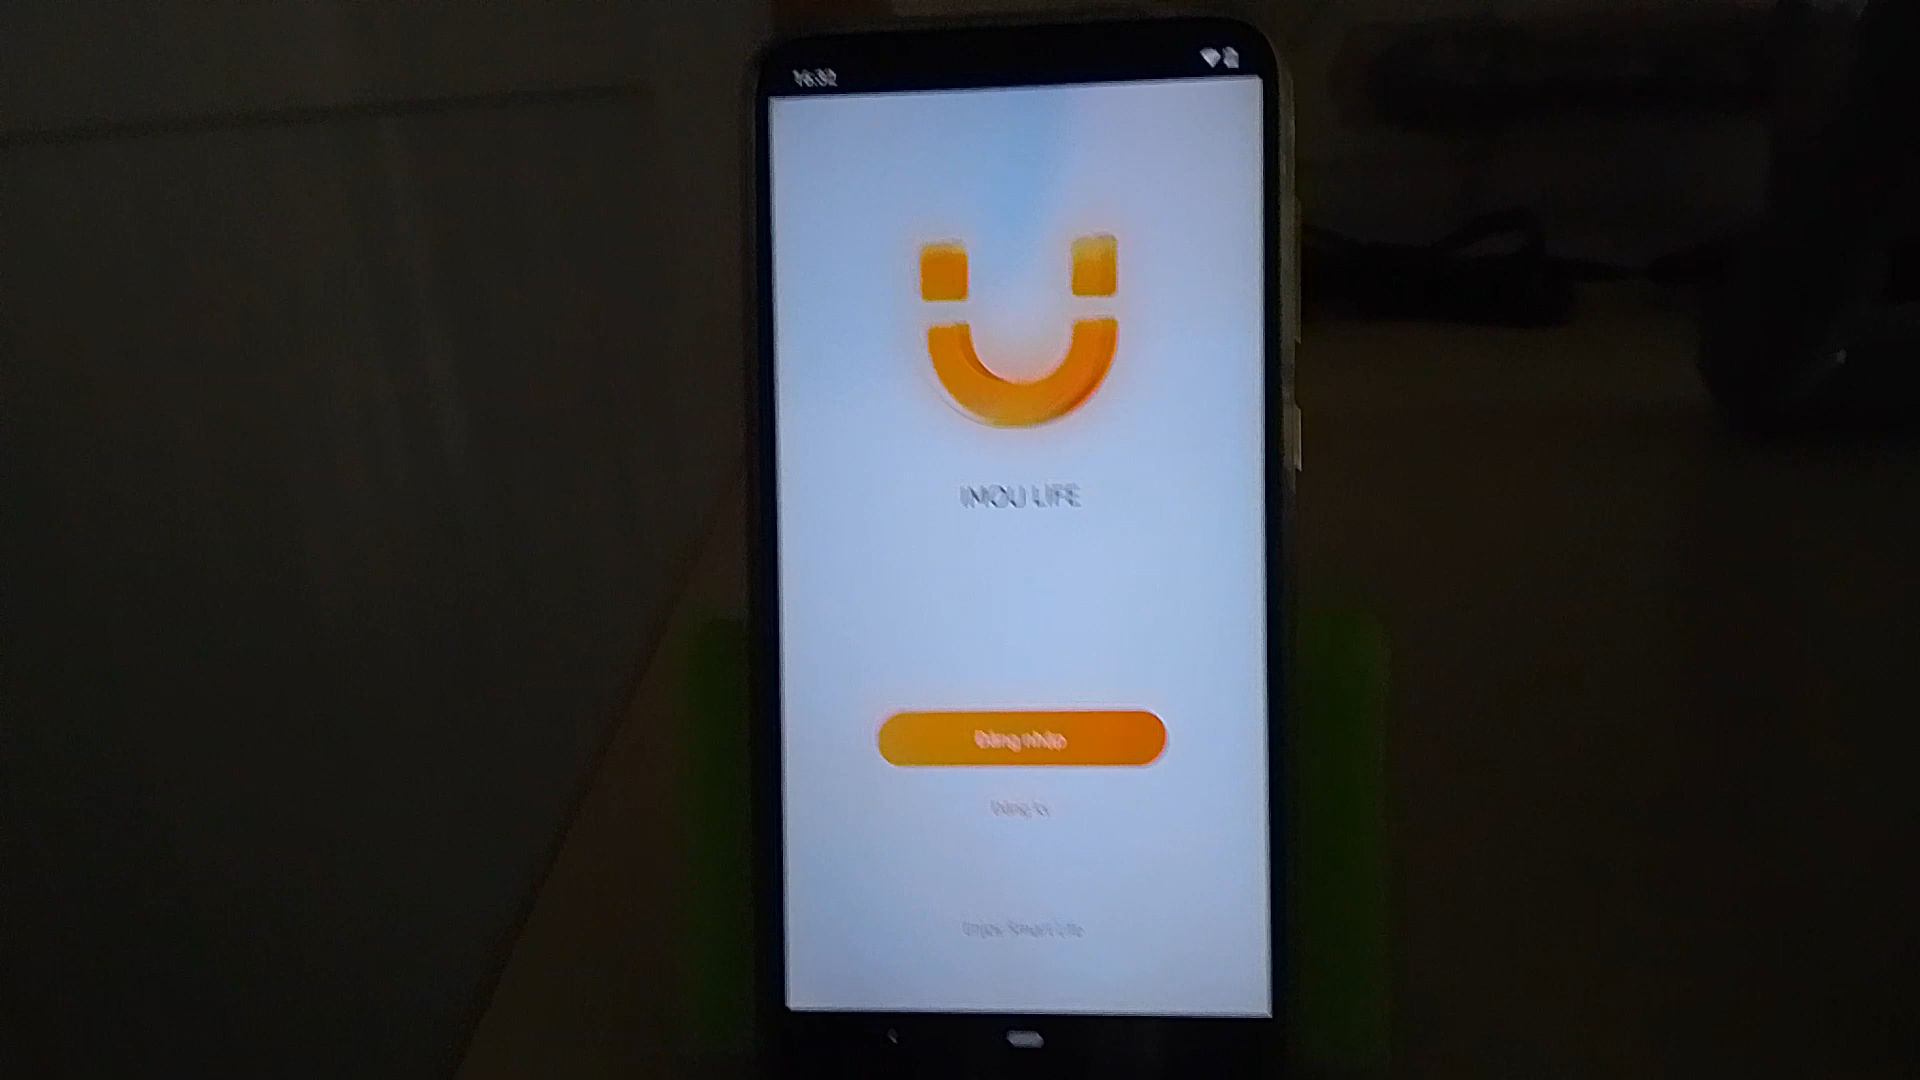 16:32
IMOU LIFE
Đăng nhập
Đăng ký
Enjoy Smart Life